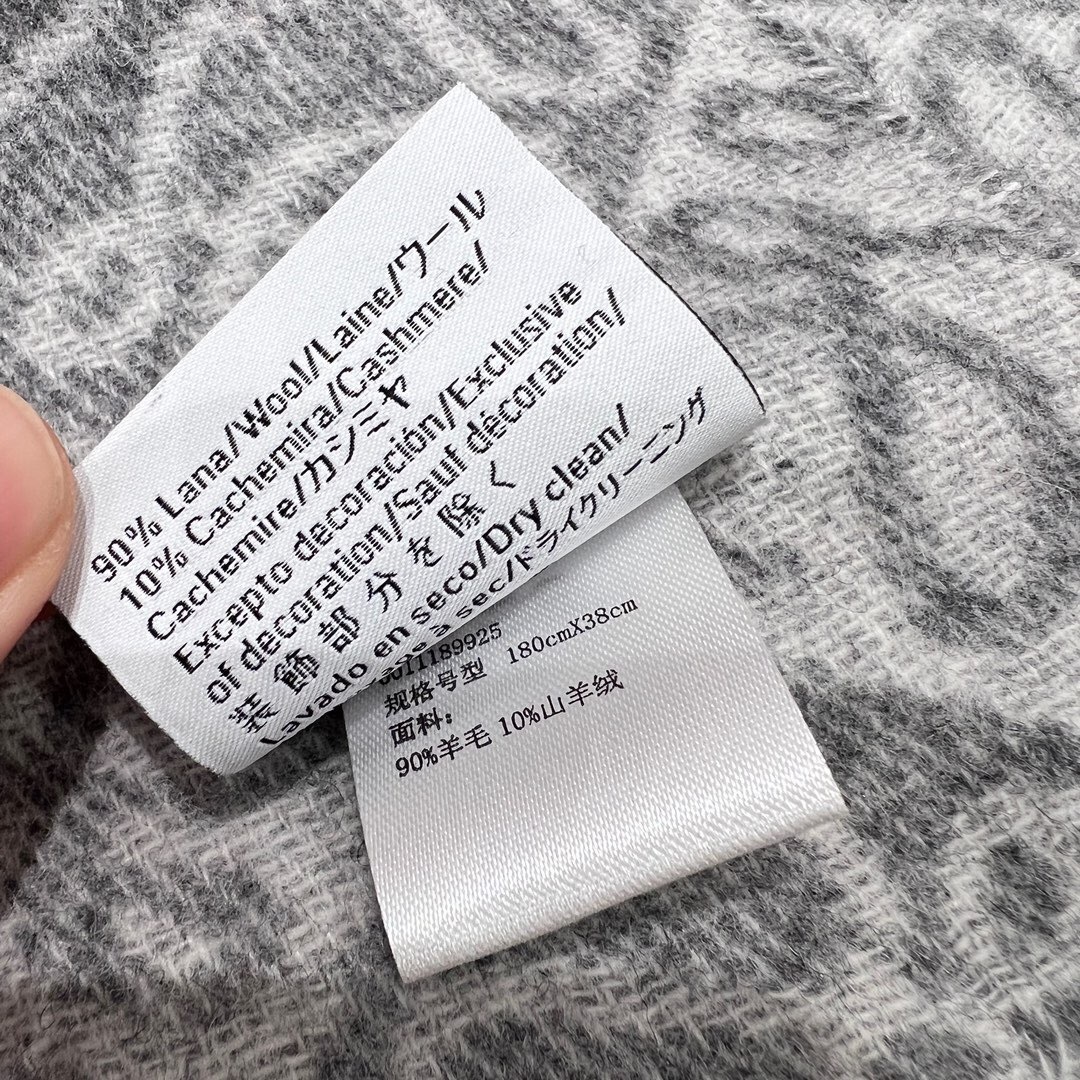 90% Lana/Wool/Laine/ウール
10% Cachemira/Cashmere/
Cachemire/カシミヤ
Excepto decoración/Exclusive
of decoration/Sauf décoration/
装飾部分を除く
Lavado en seco/Dry clean/
a sec/ドライクリーニング
3011189925
规格号型 180cmX38cm
面料:
90%羊毛 10%山羊绒